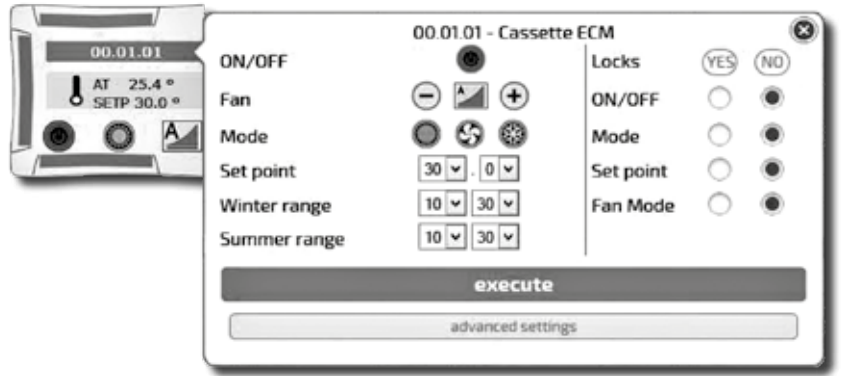 00.01.01
AT 25.4 °
SETP 30.0 °
A
00.01.01 - Cassette ECM
ON/OFF
Fan
A
Mode
Set point 30 . 0
Winter range 10 30
Summer range 10 30
Locks YES NO
ON/OFF
Mode
Set point
Fan Mode
execute
advanced settings